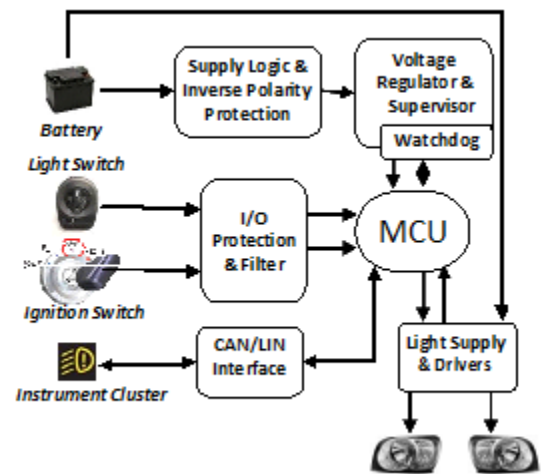 Supply Logic &
Inverse Polarity
Protection
Voltage
Regulator &
Supervisor
Watchdog
Battery
Light Switch
I/O
Protection
& Filter
MCU
Ignition Switch
CAN/LIN
Interface
Light Supply
& Drivers
Instrument Cluster